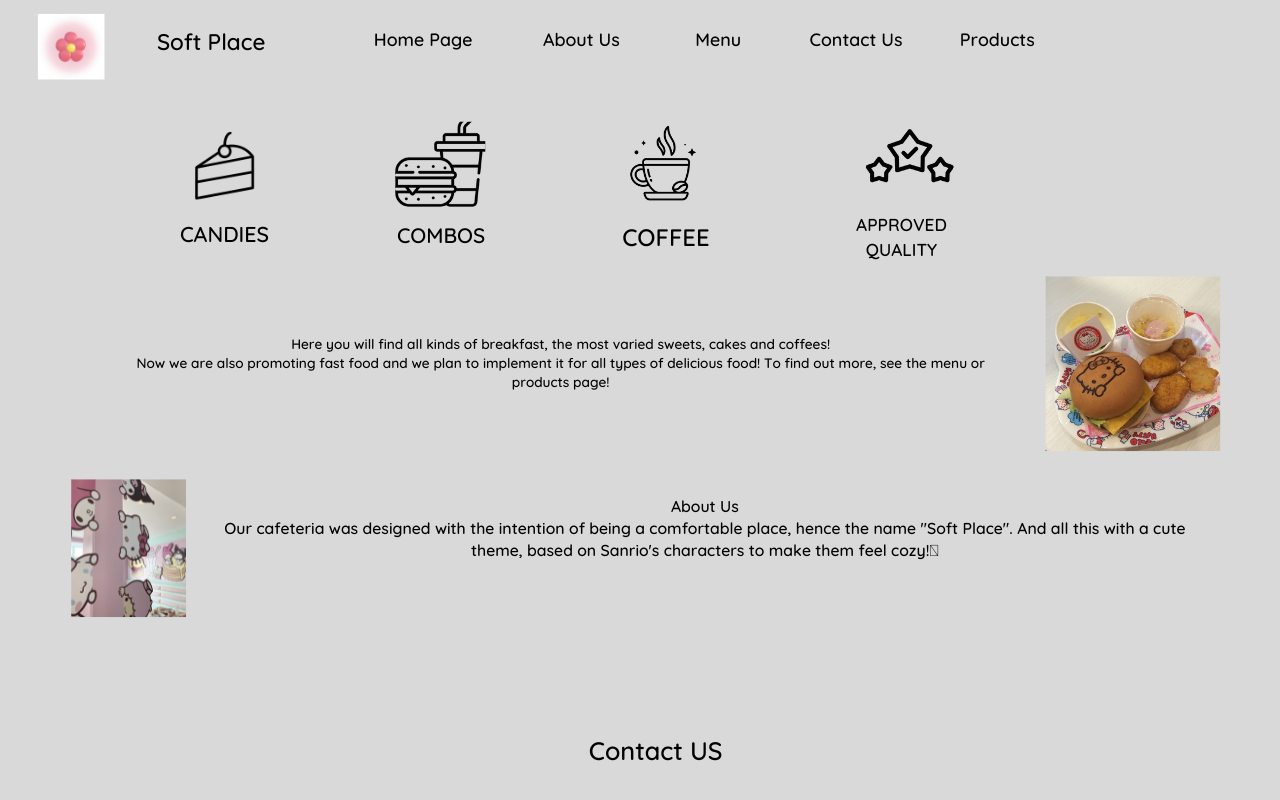 Soft Place
Home Page
About Us
Menu
Contact Us
Products
CANDIES
COMBOS
COFFEE
APPROVED
QUALITY
Here you will find all kinds of breakfast, the most varied sweets, cakes and coffees!
Now we are also promoting fast food and we plan to implement it for all types of delicious food! To find out more, see the menu or
products page!
About Us
Our cafeteria was designed with the intention of being a comfortable place, hence the name "Soft Place". And all this with a cute
theme, based on Sanrio's characters to make them feel cozy!
Contact US